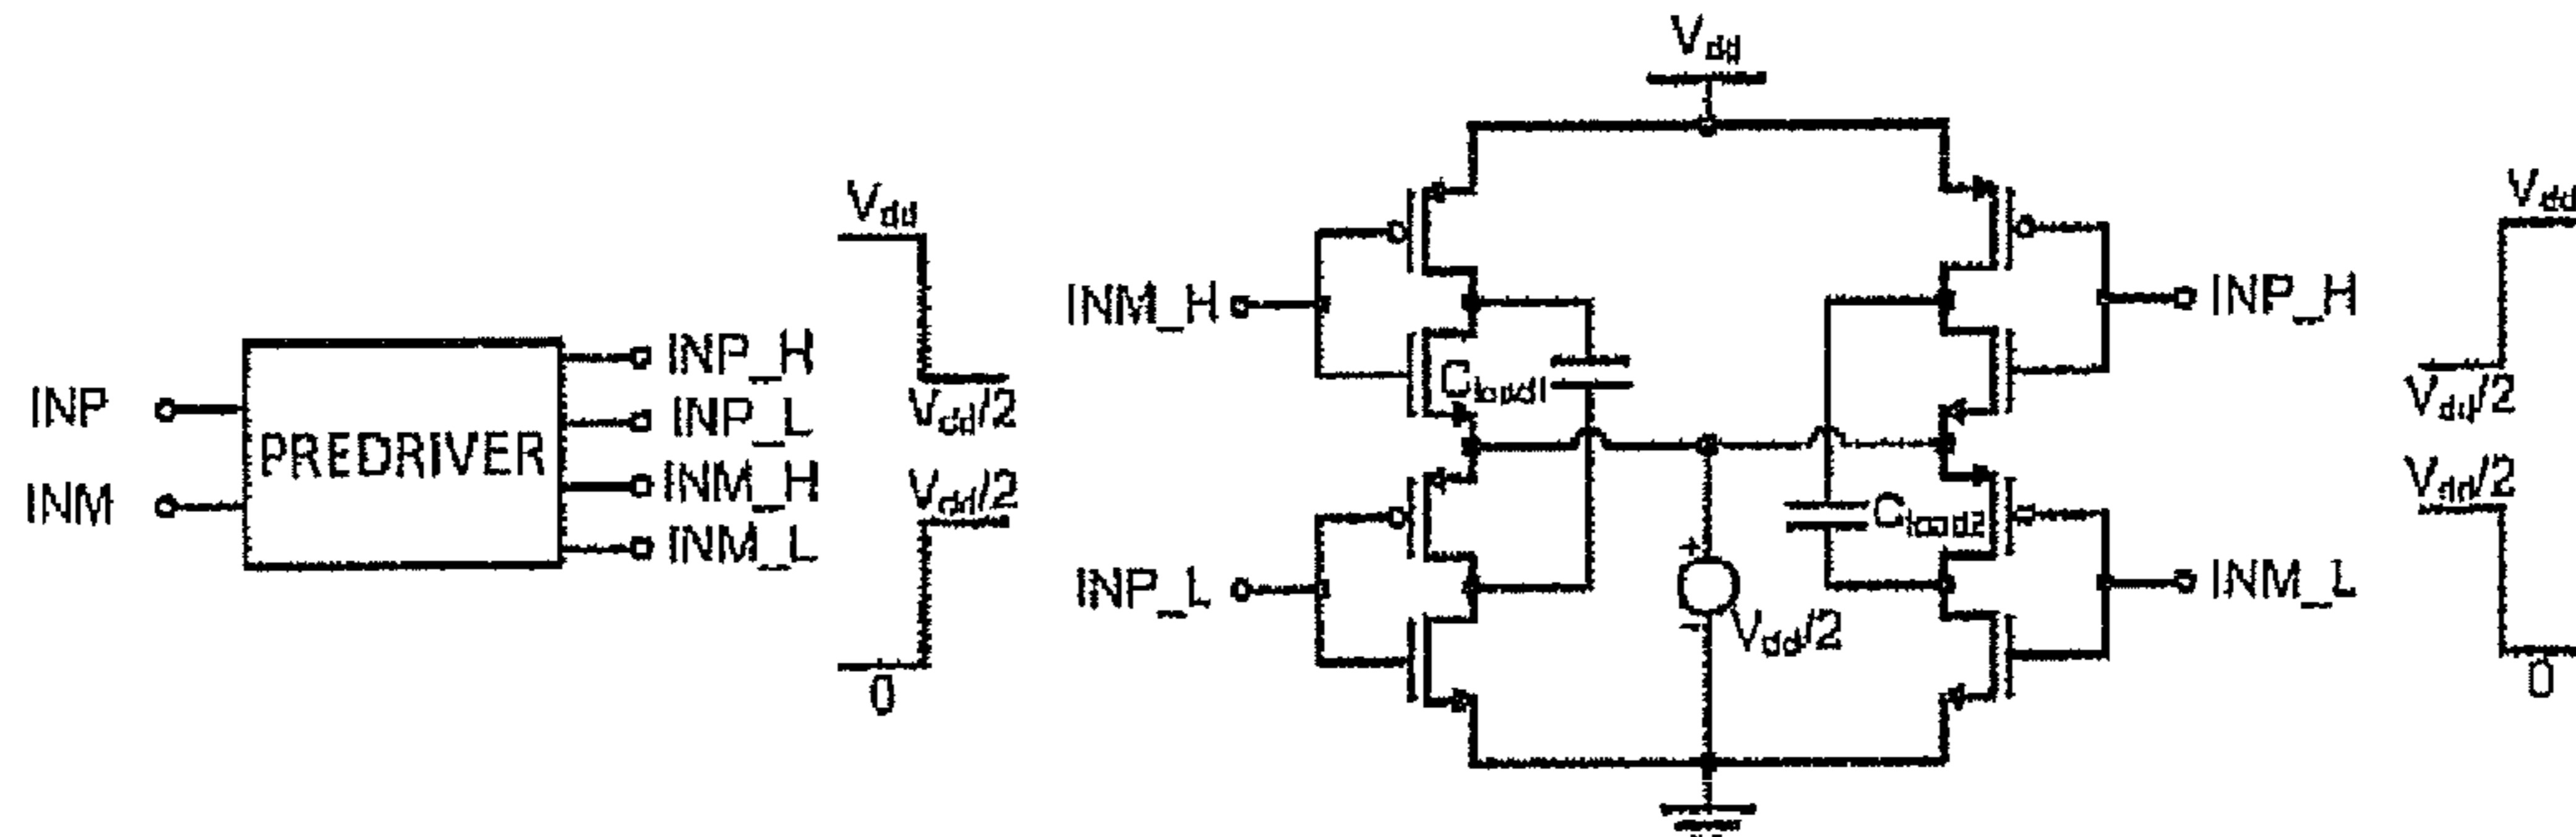 INP
INM
PREDRIVER
INP_H
INP_L
INM_H
INM_L
Vdd
Vdd/2
Vdd/2
0
Vdd
INM_H
Cload1
INP_L
INP_H
Cload2
INM_L
+
-
Vdd/2
Vdd
Vdd/2
Vdd/2
0